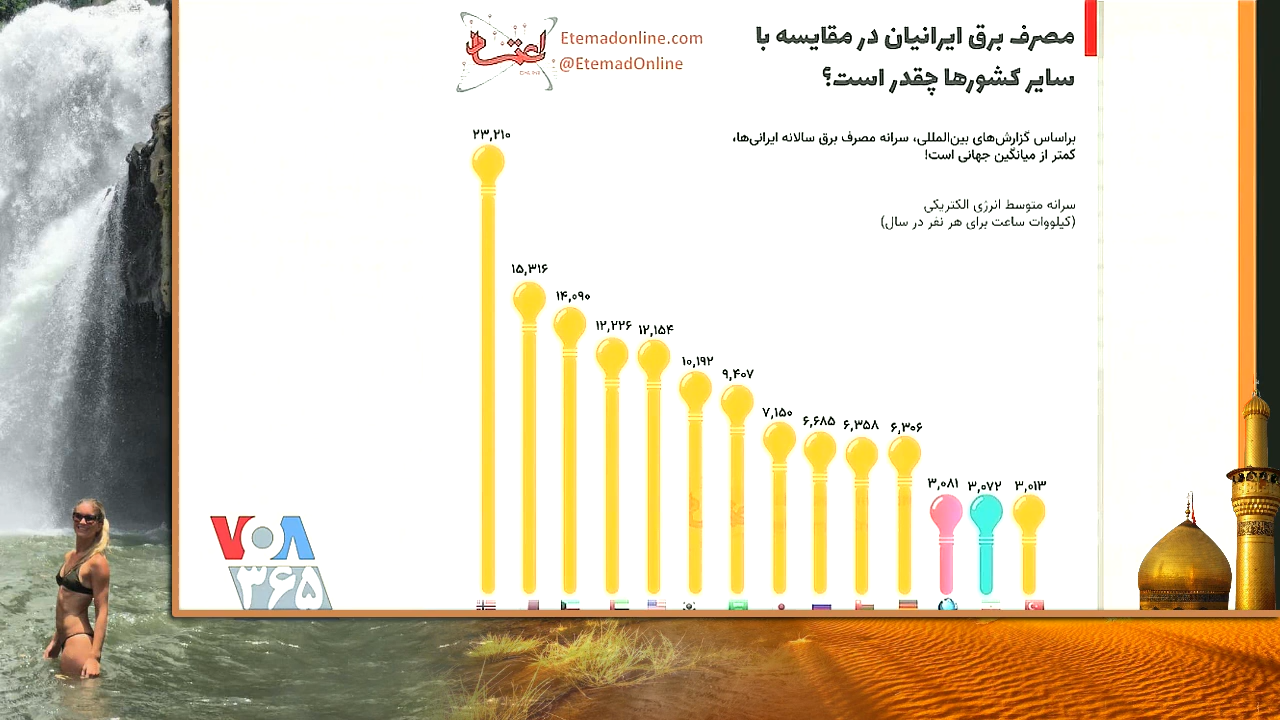 مصرف برق ایرانیان در مقایسه با
سایر کشورها چقدر است؟
اعتماد
Etemadonline.com
@EtemadOnline
براساس گزارش‌های بین‌المللی، سرانه مصرف برق سالانه ایرانی‌ها،
کمتر از میانگین جهانی است!
سرانه متوسط انرژی الکتریکی
(کیلووات ساعت برای هر نفر در سال)
۲۳,۲۱۰
۱۵,۳۱۶
۱۴,۰۹۰
۱۲,۲۲۶
۱۲,۱۵۴
۱۰,۱۹۲
۹,۴۰۷
۷,۱۵۰
۶,۶۸۵
۶,۳۵۸
۶,۳۰۶
۳,۰۸۱
۳,۰۷۲
۳,۰۱۳
VOA
۳۶۵